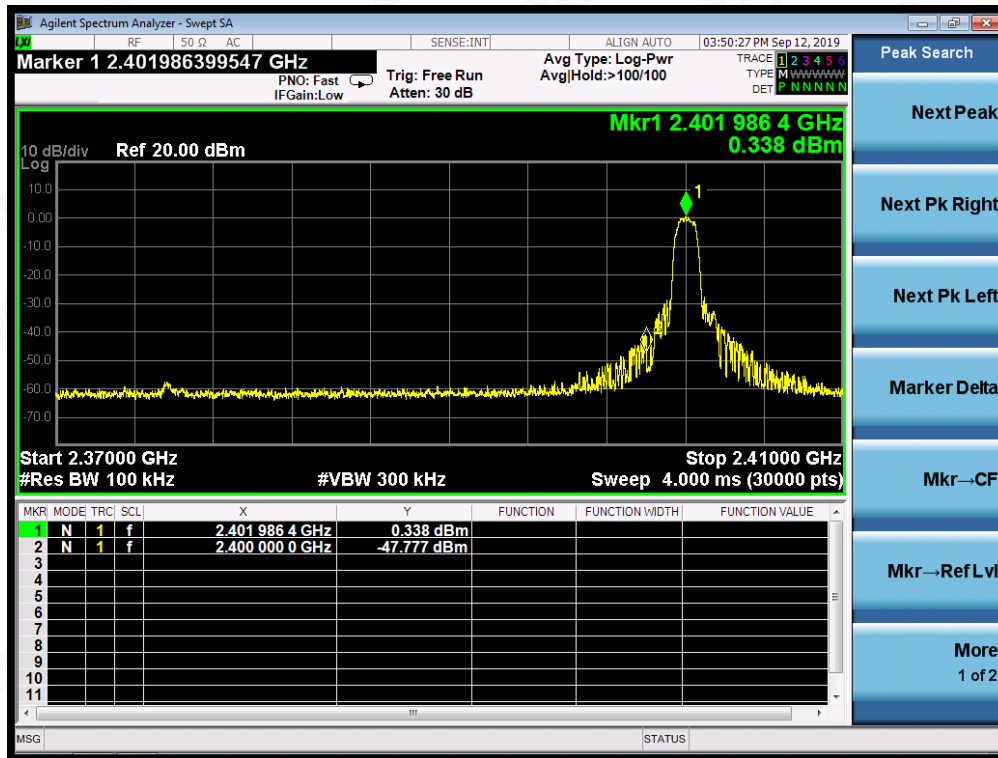 Agilent Spectrum Analyzer - Swept SA
LXI RF 50 Ω AC SENSE:INT ALIGN AUTO 03:50:27 PM Sep 12, 2019
Marker 1 2.401986399547 GHz
PNO: Fast
IFGain:Low
Trig: Free Run
Atten: 30 dB
Avg Type: Log-Pwr
Avg|Hold:>100/100
TRACE 1 2 3 4 5 6
TYPE M WWWWW
DET P N N N N N
Mkr1 2.401 986 4 GHz
0.338 dBm
10 dB/div Ref 20.00 dBm
Log
1
10.0
0.00
-10.0
-20.0
-30.0
-40.0
-50.0
-60.0
-70.0
Start 2.37000 GHz Stop 2.41000 GHz
#Res BW 100 kHz #VBW 300 kHz Sweep 4.000 ms (30000 pts)
MKR MODE TRC SCL X Y FUNCTION FUNCTION WIDTH FUNCTION VALUE
1 N 1 f 2.401 986 4 GHz 0.338 dBm
2 N 1 f 2.400 000 0 GHz -47.777 dBm
3
4
5
6
7
8
9
10
11
MSG STATUS
Peak Search
Next Peak
Next Pk Right
Next Pk Left
Marker Delta
Mkr→CF
Mkr→Ref Lvl
More
1 of 2